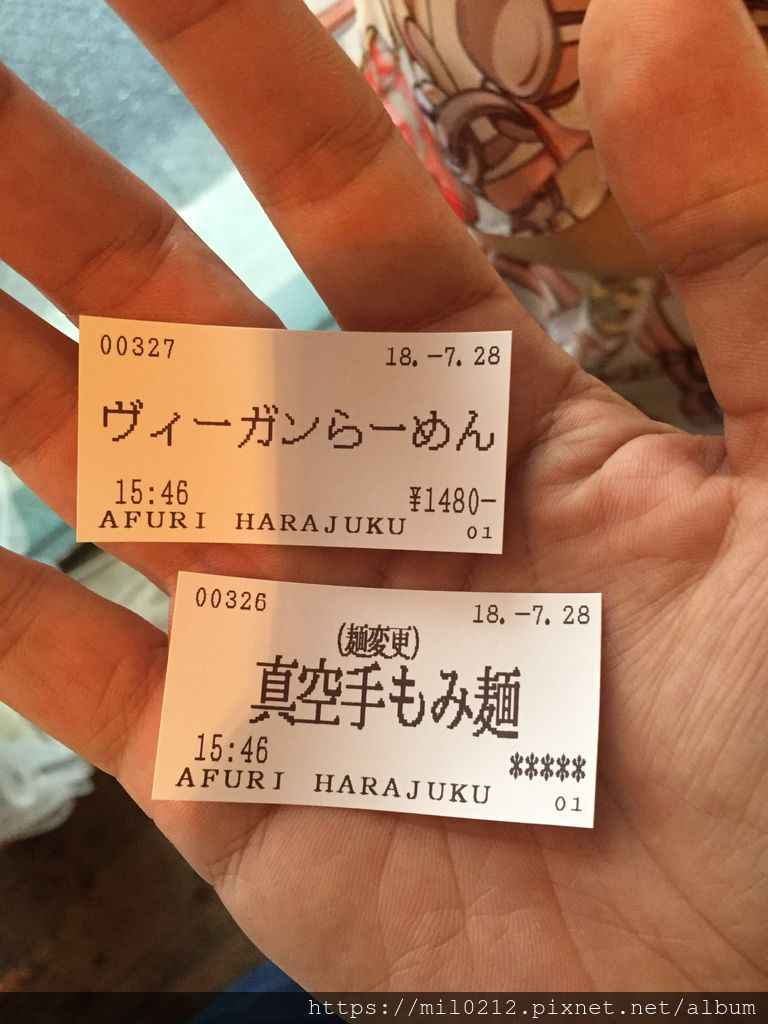 00327 18.-7.28
ヴィーガンらーめん
15:46 ¥1480-
AFURI HARAJUKU 01
00326 18.-7.28
(麺変更)
真空手もみ麺
15:46 *****
AFURI HARAJUKU 01
https://mil0212.pixnet.net/album